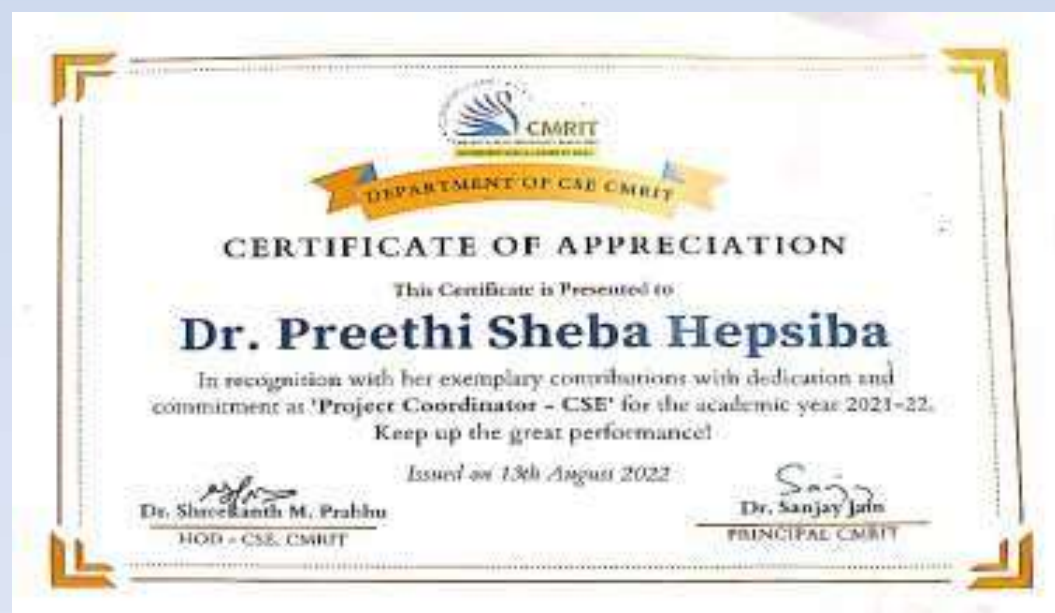 CMRIT
DEPARTMENT OF CSE CMRIT
CERTIFICATE OF APPRECIATION
This Certificate is Presented to
Dr. Preethi Sheba Hepsiba
In recognition with her exemplary contributions with dedication and
commitment as 'Project Coordinator - CSE' for the academic year 2021-22.
Keep up the great performance!
Issued on 13th August 2022
Dr. Shreekanth M. Prabhu
HOD - CSE, CMRIT
Dr. Sanjay Jain
PRINCIPAL CMRIT